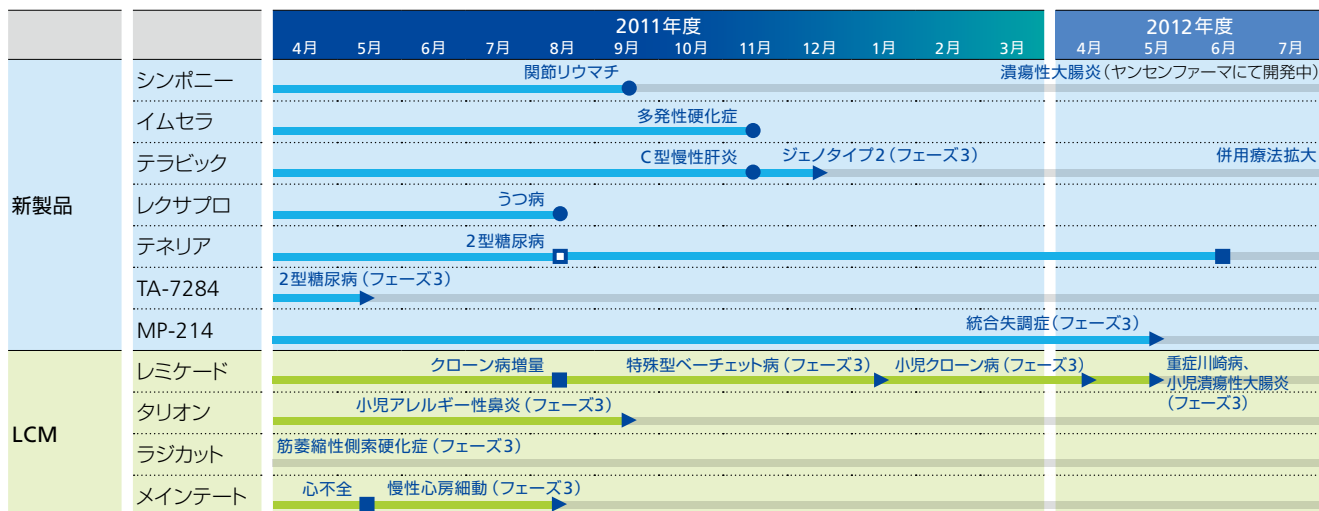 2011年度
2012年度
4月 5月 6月 7月 8月 9月 10月 11月 12月 1月 2月 3月 4月 5月 6月 7月
新製品
シンポニー
関節リウマチ
潰瘍性大腸炎(ヤンセンファーマにて開発中)
イムセラ
多発性硬化症
テラビック
C型慢性肝炎
ジェノタイプ2(フェーズ3)
併用療法拡大
レクサプロ
うつ病
テネリア
2型糖尿病
TA-7284
2型糖尿病(フェーズ3)
MP-214
統合失調症(フェーズ3)
LCM
レミケード
クローン病増量
特殊型ベーチェット病(フェーズ3)
小児クローン病(フェーズ3)
重症川崎病、
小児潰瘍性大腸炎
(フェーズ3)
タリオン
小児アレルギー性鼻炎(フェーズ3)
ラジカット
筋萎縮性側索硬化症(フェーズ3)
メインテート
心不全
慢性心房細動(フェーズ3)